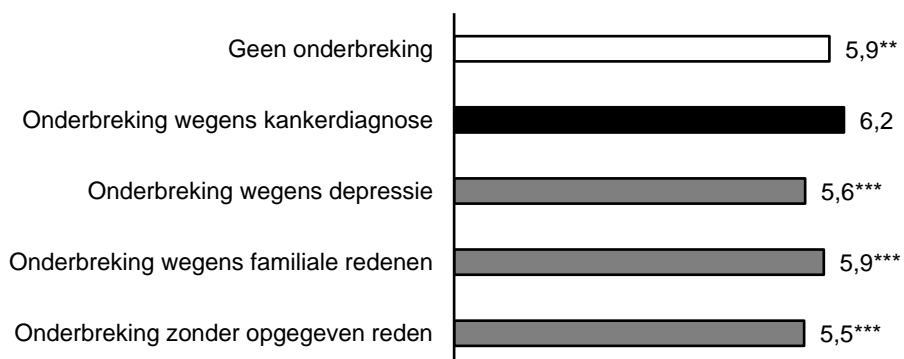 Geen onderbreking 5,9**
Onderbreking wegens kankerdiagnose 6,2
Onderbreking wegens depressie 5,6***
Onderbreking wegens familiale redenen 5,9***
Onderbreking zonder opgegeven reden 5,5***